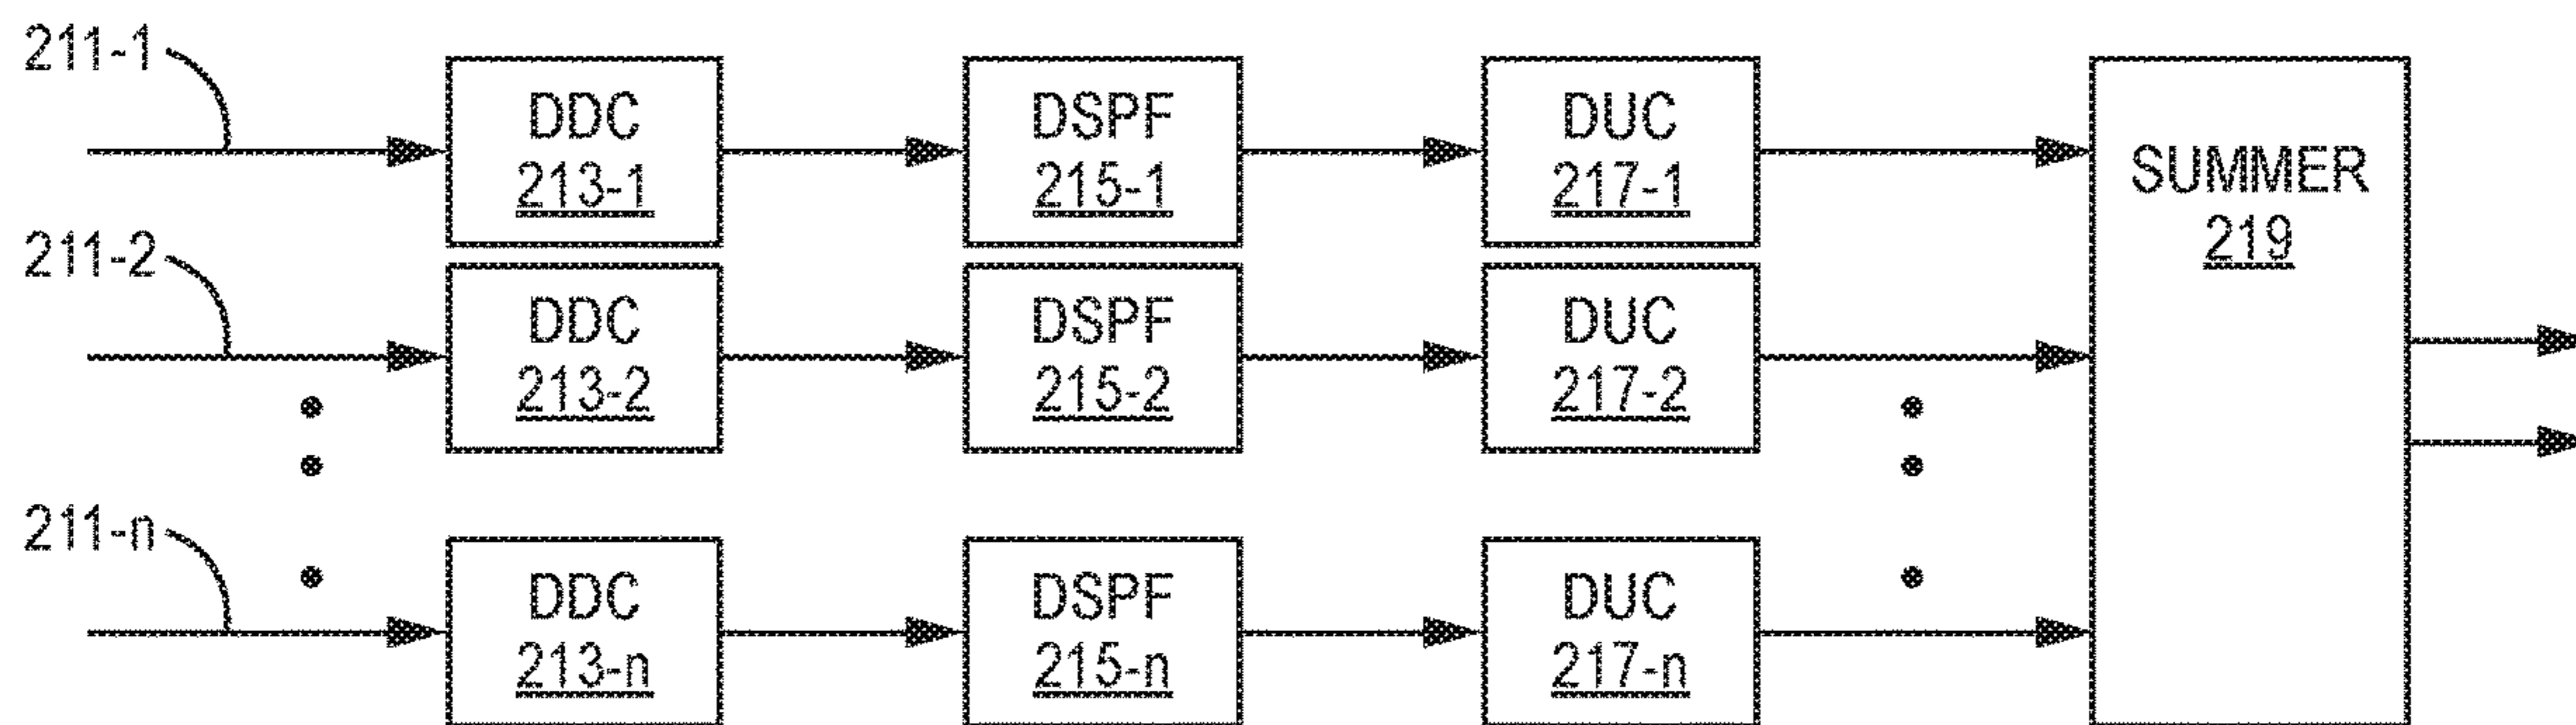 211-1
DDC
213-1
DSPF
215-1
DUC
217-1
SUMMER
219
211-2
DDC
213-2
DSPF
215-2
DUC
217-2
211-n
DDC
213-n
DSPF
215-n
DUC
217-n